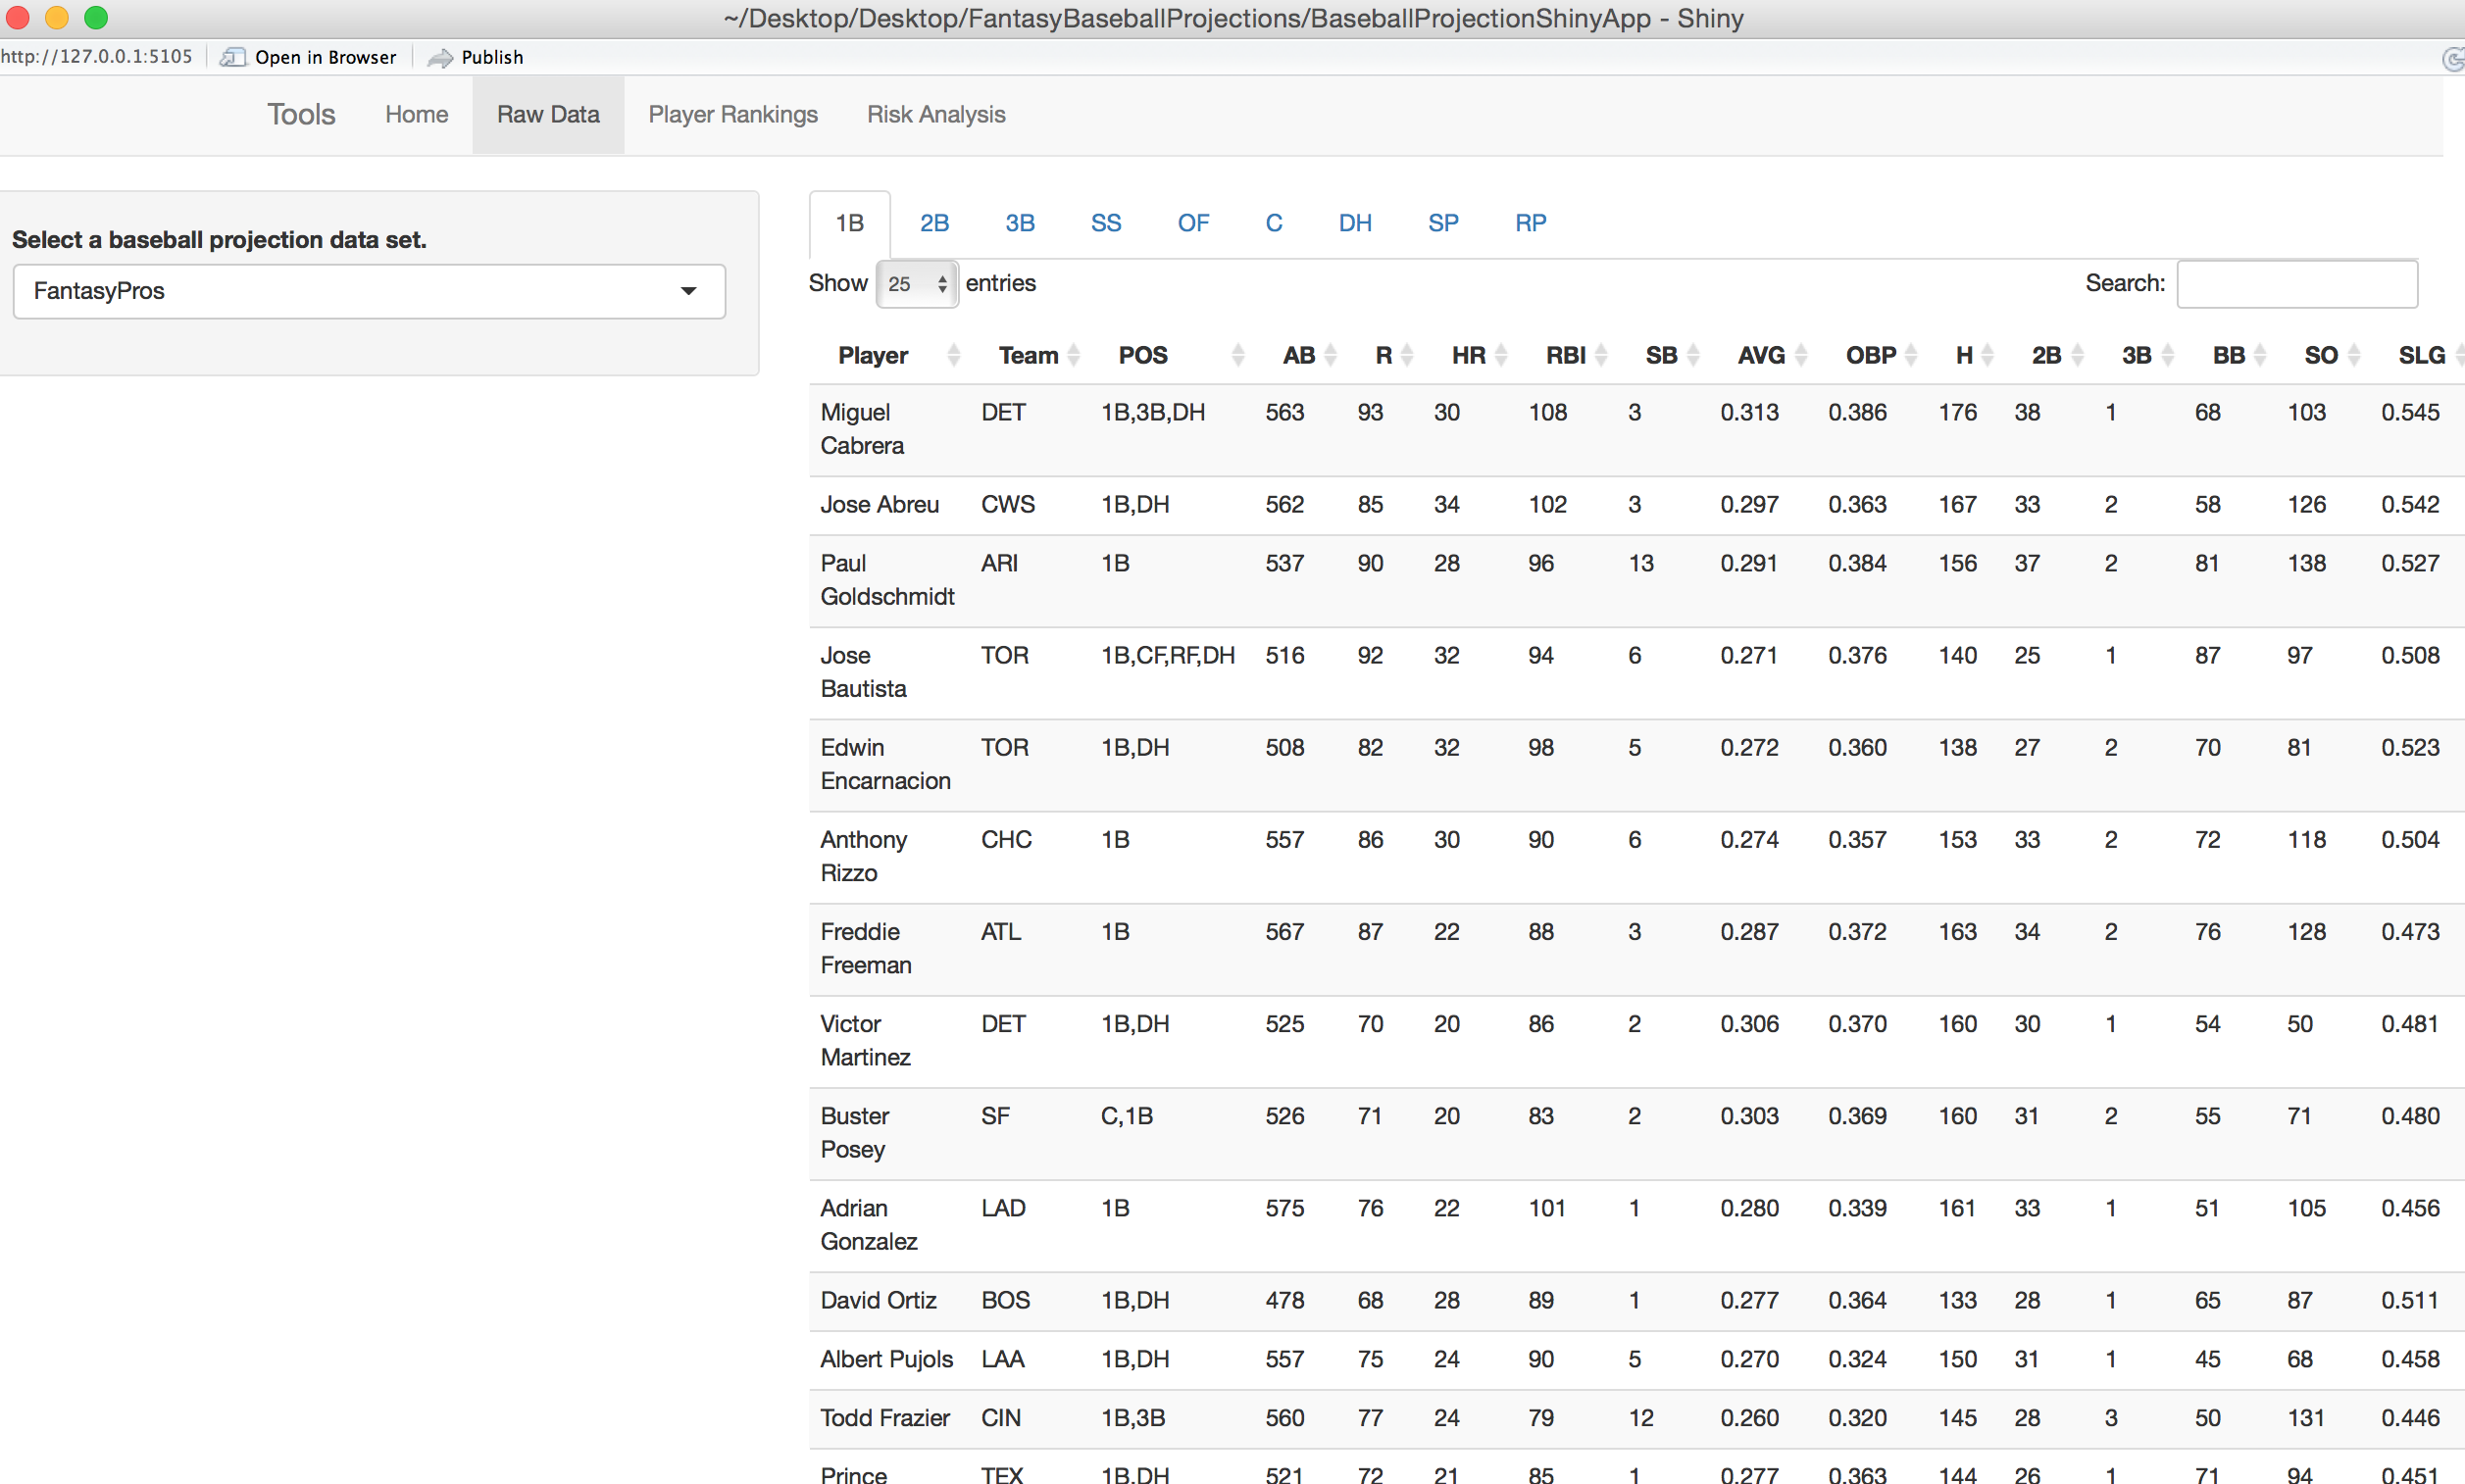 ~/Desktop/Desktop/FantasyBaseballProjections/BaseballProjectionShinyApp - Shiny
http://127.0.0.1:5105 Open in Browser Publish
Tools Home Raw Data Player Rankings Risk Analysis
Select a baseball projection data set.
FantasyPros
1B 2B 3B SS OF C DH SP RP
Show 25 entries Search:
Player Team POS AB R HR RBI SB AVG OBP H 2B 3B BB SO SLG
Miguel DET 1B,3B,DH 563 93 30 108 3 0.313 0.386 176 38 1 68 103 0.545
Cabrera
Jose Abreu CWS 1B,DH 562 85 34 102 3 0.297 0.363 167 33 2 58 126 0.542
Paul ARI 1B 537 90 28 96 13 0.291 0.384 156 37 2 81 138 0.527
Goldschmidt
Jose TOR 1B,CF,RF,DH 516 92 32 94 6 0.271 0.376 140 25 1 87 97 0.508
Bautista
Edwin TOR 1B,DH 508 82 32 98 5 0.272 0.360 138 27 2 70 81 0.523
Encarnacion
Anthony CHC 1B 557 86 30 90 6 0.274 0.357 153 33 2 72 118 0.504
Rizzo
Freddie ATL 1B 567 87 22 88 3 0.287 0.372 163 34 2 76 128 0.473
Freeman
Victor DET 1B,DH 525 70 20 86 2 0.306 0.370 160 30 1 54 50 0.481
Martinez
Buster SF C,1B 526 71 20 83 2 0.303 0.369 160 31 2 55 71 0.480
Posey
Adrian LAD 1B 575 76 22 101 1 0.280 0.339 161 33 1 51 105 0.456
Gonzalez
David Ortiz BOS 1B,DH 478 68 28 89 1 0.277 0.364 133 28 1 65 87 0.511
Albert Pujols LAA 1B,DH 557 75 24 90 5 0.270 0.324 150 31 1 45 68 0.458
Todd Frazier CIN 1B,3B 560 77 24 79 12 0.260 0.320 145 28 3 50 131 0.446
Prince TEX 1B,DH 521 72 21 85 1 0.277 0.363 144 26 1 71 94 0.451